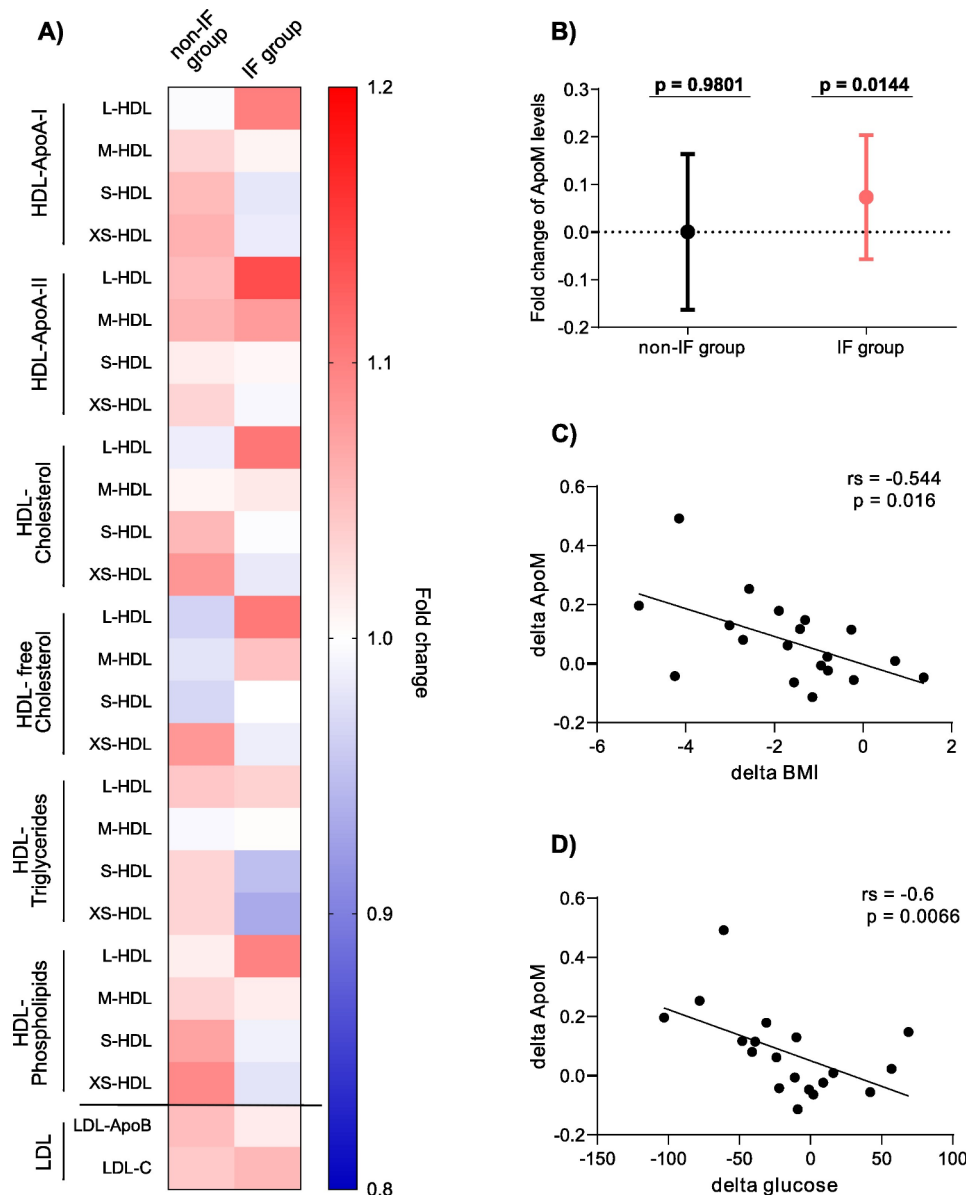 A)
non-IF
group
IF group
HDL-ApoA-I
L-HDL
M-HDL
S-HDL
XS-HDL
HDL-ApoA-II
L-HDL
M-HDL
S-HDL
XS-HDL
HDL-
Cholesterol
L-HDL
M-HDL
S-HDL
XS-HDL
HDL- free
Cholesterol
L-HDL
M-HDL
S-HDL
XS-HDL
HDL-
Triglycerides
L-HDL
M-HDL
S-HDL
XS-HDL
HDL-
Phospholipids
L-HDL
M-HDL
S-HDL
XS-HDL
LDL
LDL-ApoB
LDL-C
1.2
1.1
1.0
0.9
0.8
Fold change
B)
p = 0.9801
p = 0.0144
Fold change of ApoM levels
0.3
0.2
0.1
0.0
-0.1
-0.2
non-IF group
IF group
C)
rs = -0.544
p = 0.016
delta ApoM
0.6
0.4
0.2
0.0
-0.2
-6
-4
-2
0
2
delta BMI
D)
rs = -0.6
p = 0.0066
delta ApoM
0.6
0.4
0.2
0.0
-0.2
-150
-100
-50
0
50
100
delta glucose